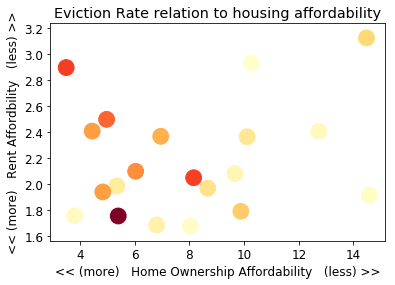 Eviction Rate relation to housing affordability
<< (more)   Rent Affordbility   (less) >>
3.2
3.0
2.8
2.6
2.4
2.2
2.0
1.8
1.6
4 6 8 10 12 14
<< (more)   Home Ownership Affordability   (less) >>